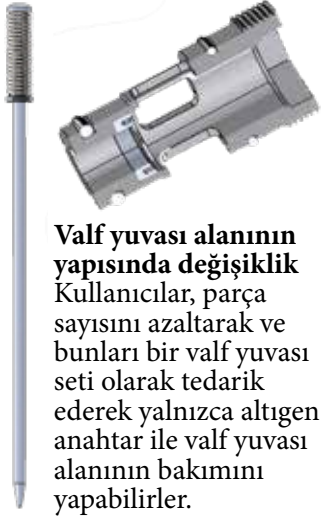 Valf yuvası alanının
yapısında değişiklik
Kullanıcılar, parça
sayısını azaltarak ve
bunları bir valf yuvası
seti olarak tedarik
ederek yalnızca altıgen
anahtar ile valf yuvası
alanının bakımını
yapabilirler.